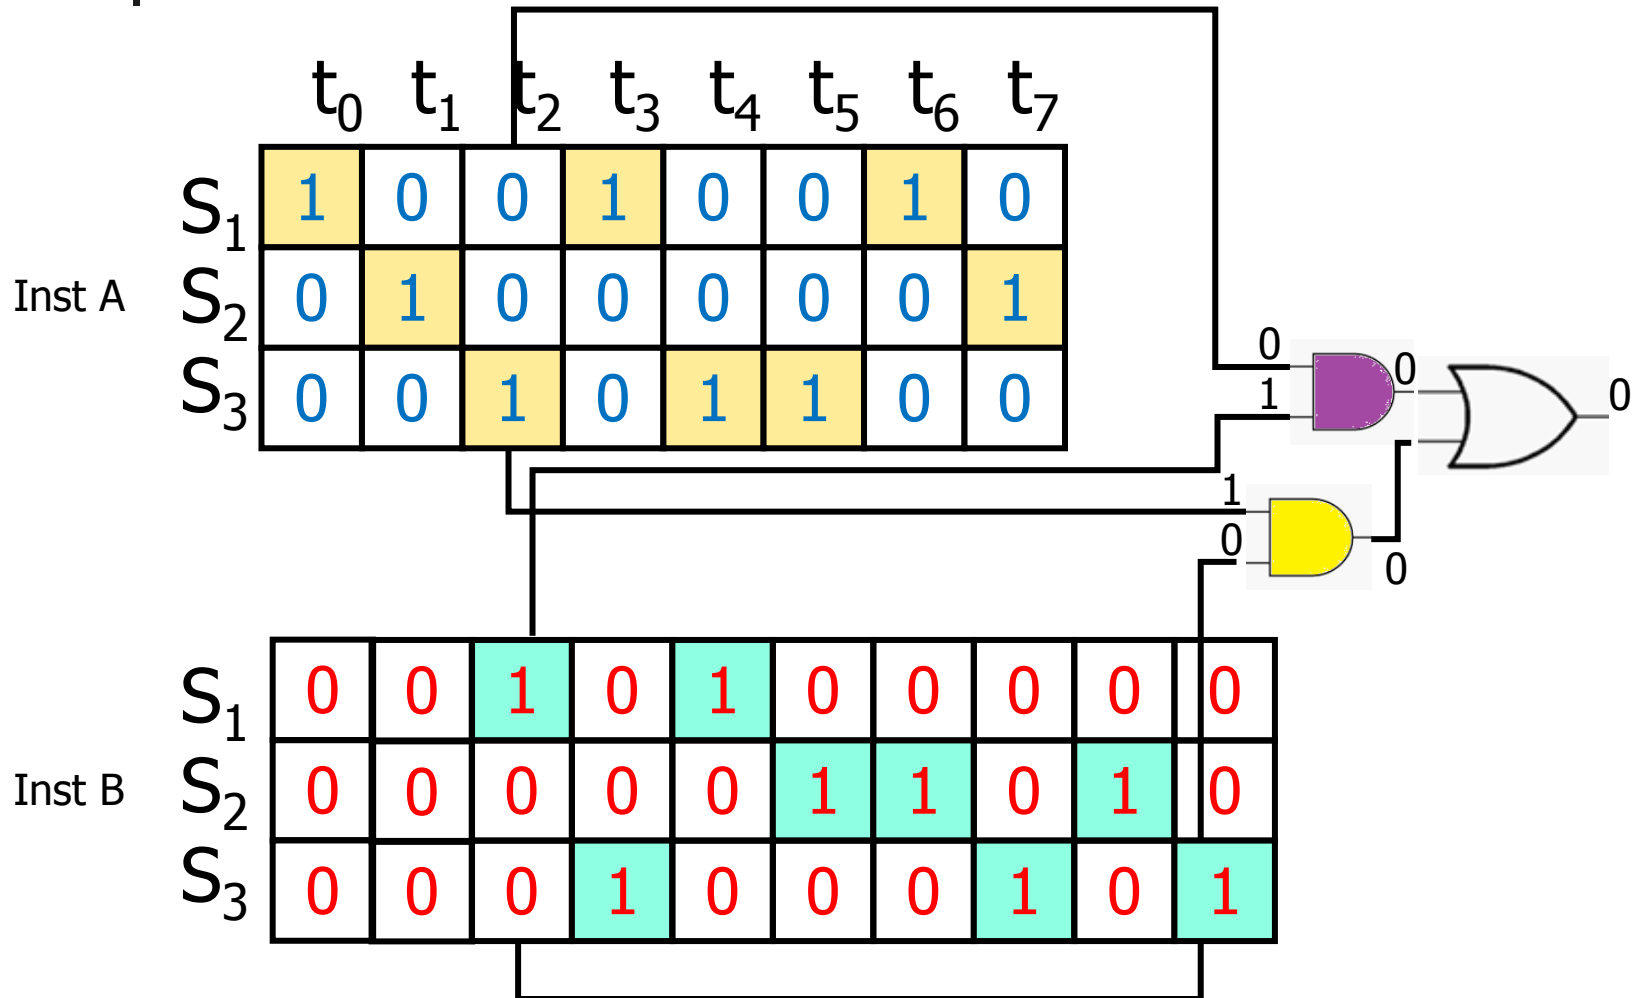 t0 t1 t2 t3 t4 t5 t6 t7
S1 1 0 0 1 0 0 1 0
Inst A S2 0 1 0 0 0 0 0 1
S3 0 0 1 0 1 1 0 0
0
1
0
0
1
0
0
S1 0 0 1 0 1 0 0 0 0 0
Inst B S2 0 0 0 0 0 1 1 0 1 0
S3 0 0 0 1 0 0 0 1 0 1